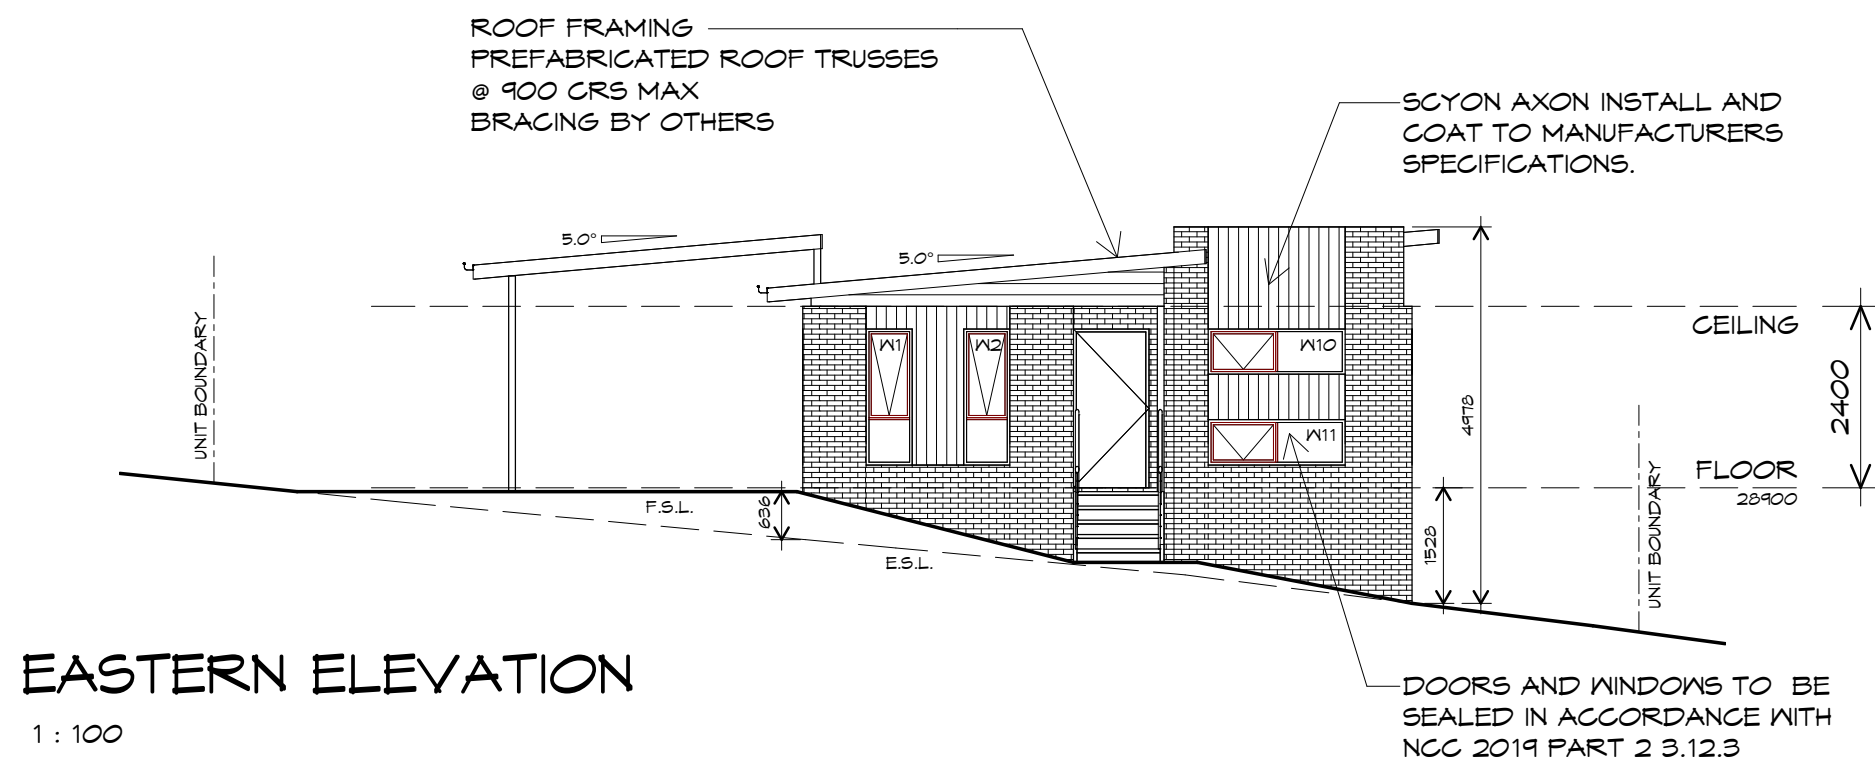 ROOF FRAMING
PREFABRICATED ROOF TRUSSES
@ 900 CRS MAX
BRACING BY OTHERS
SCYON AXON INSTALL AND
COAT TO MANUFACTURERS
SPECIFICATIONS.
5.0°
5.0°
UNIT BOUNDARY
CEILING
W1
W2
W10
W11
4978
2400
FLOOR
28900
F.S.L.
636
E.S.L.
1528
UNIT BOUNDARY
EASTERN ELEVATION
1 : 100
DOORS AND WINDOWS TO BE
SEALED IN ACCORDANCE WITH
NCC 2019 PART 2 3.12.3